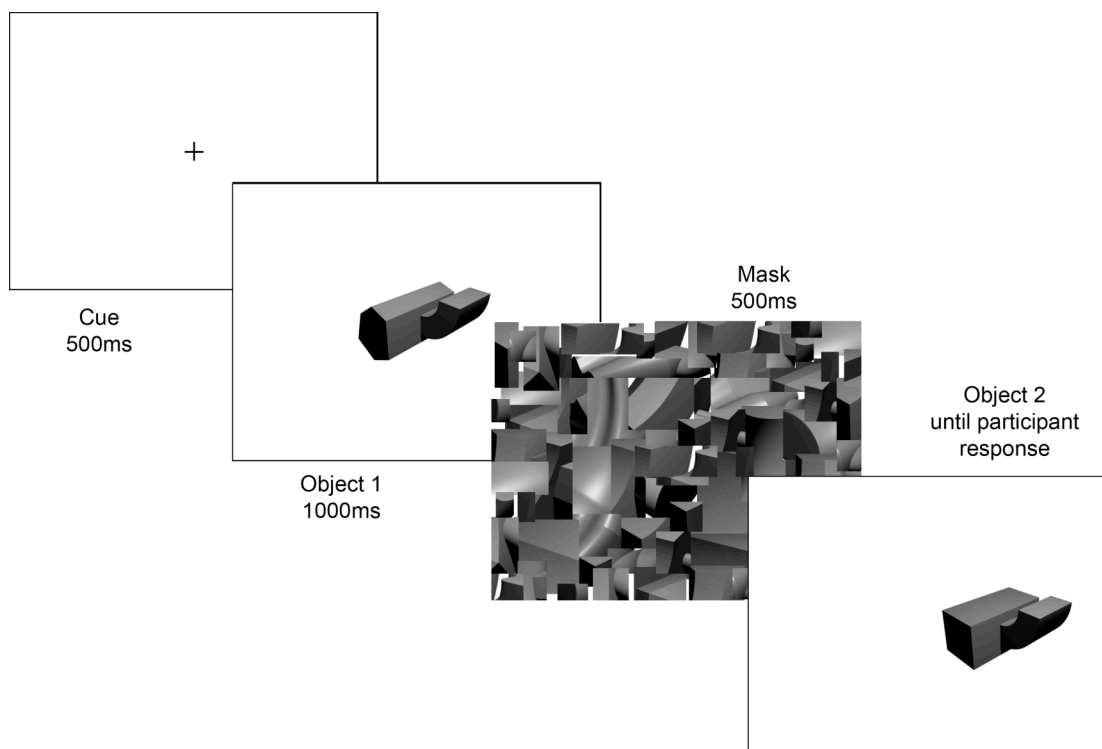 Cue
500ms
Object 1
1000ms
Mask
500ms
Object 2
until participant
response